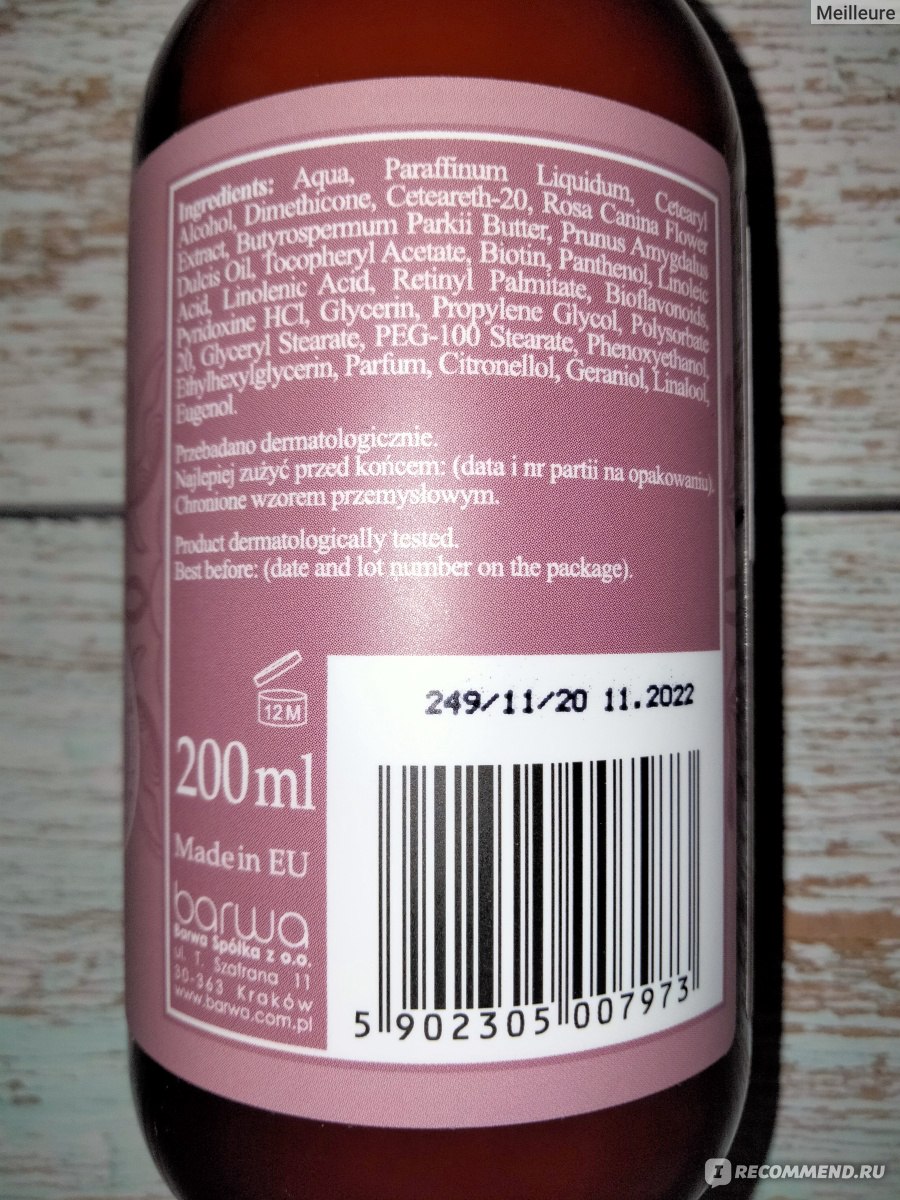 Meilleure
Ingredients: Aqua, Paraffinum Liquidum, Cetearyl
Alcohol, Dimethicone, Ceteareth-20, Rosa Canina Flower
Extract, Butyrospermum Parkii Butter, Prunus Amygdalus
Dulcis Oil, Tocopheryl Acetate, Biotin, Panthenol, Linoleic
Acid, Linolenic Acid, Retinyl Palmitate, Bioflavonoids,
Pyridoxine HCl, Glycerin, Propylene Glycol, Polysorbate
20, Glyceryl Stearate, PEG-100 Stearate, Phenoxyethanol,
Ethylhexylglycerin, Parfum, Citronellol, Geraniol, Linalool,
Eugenol.
Przebadano dermatologicznie.
Najlepiej zużyć przed końcem: (data i nr partii na opakowaniu).
Chronione wzorem przemysłowym.
Product dermatologically tested.
Best before: (date and lot number on the package).
12M
249/11/20 11.2022
200 ml
Made in EU
barwa
Barwa Spółka z o.o.
ul. T. Szafrana 11
30-363 Kraków
www.barwa.com.pl
5 902305 007973
IRECOMMEND.RU